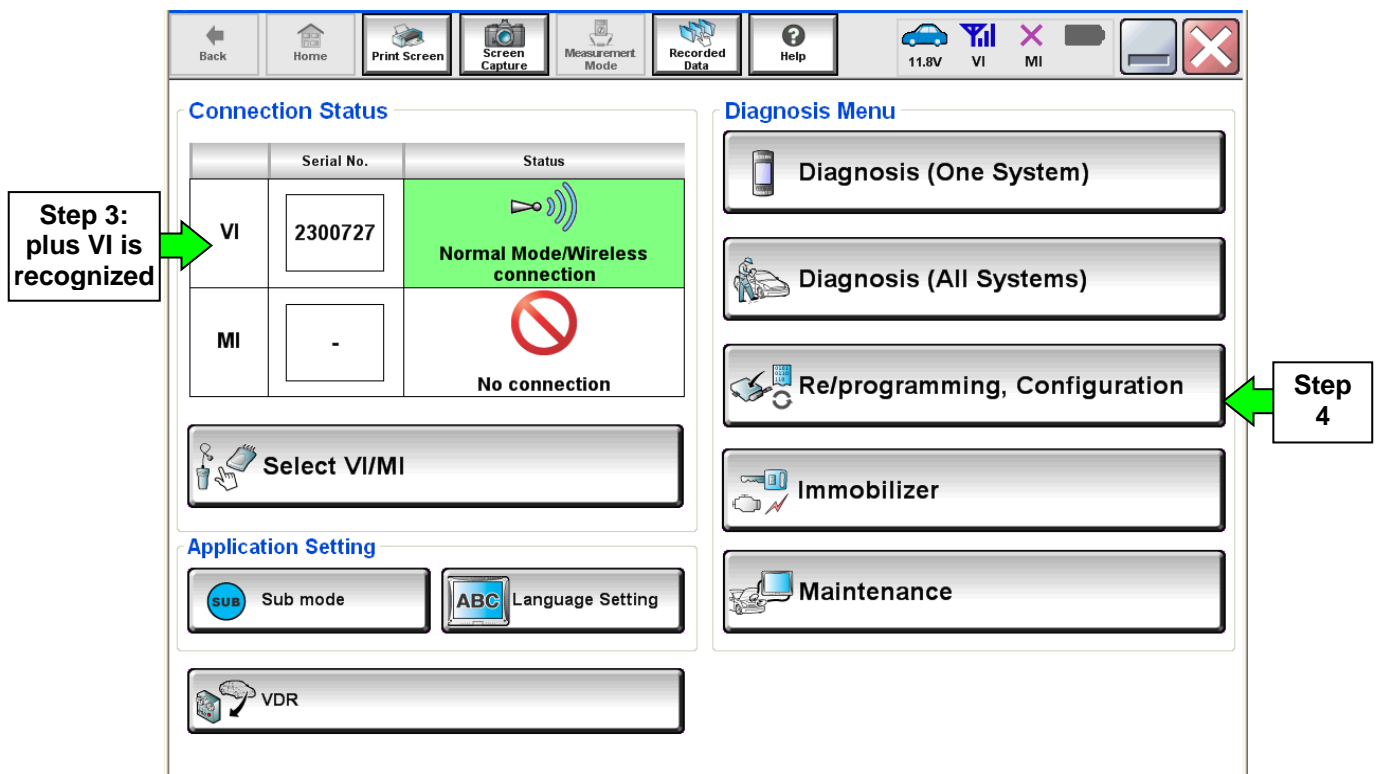 Back
Home
Print Screen
Screen
Capture
Measurement
Mode
Recorded
Data
Help
11.8V
VI
MI
Connection Status
Serial No.
Status
VI
2300727
Normal Mode/Wireless
connection
MI
-
No connection
Select VI/MI
Application Setting
SUB
Sub mode
ABC
Language Setting
VDR
Diagnosis Menu
Diagnosis (One System)
Diagnosis (All Systems)
Re/programming, Configuration
Immobilizer
Maintenance
Step 3:
plus VI is
recognized
Step
4